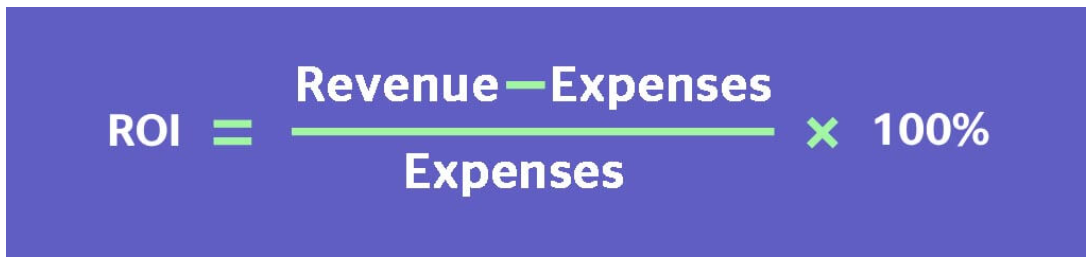 Revenue — Expenses
ROI = ————— × 100%
Expenses